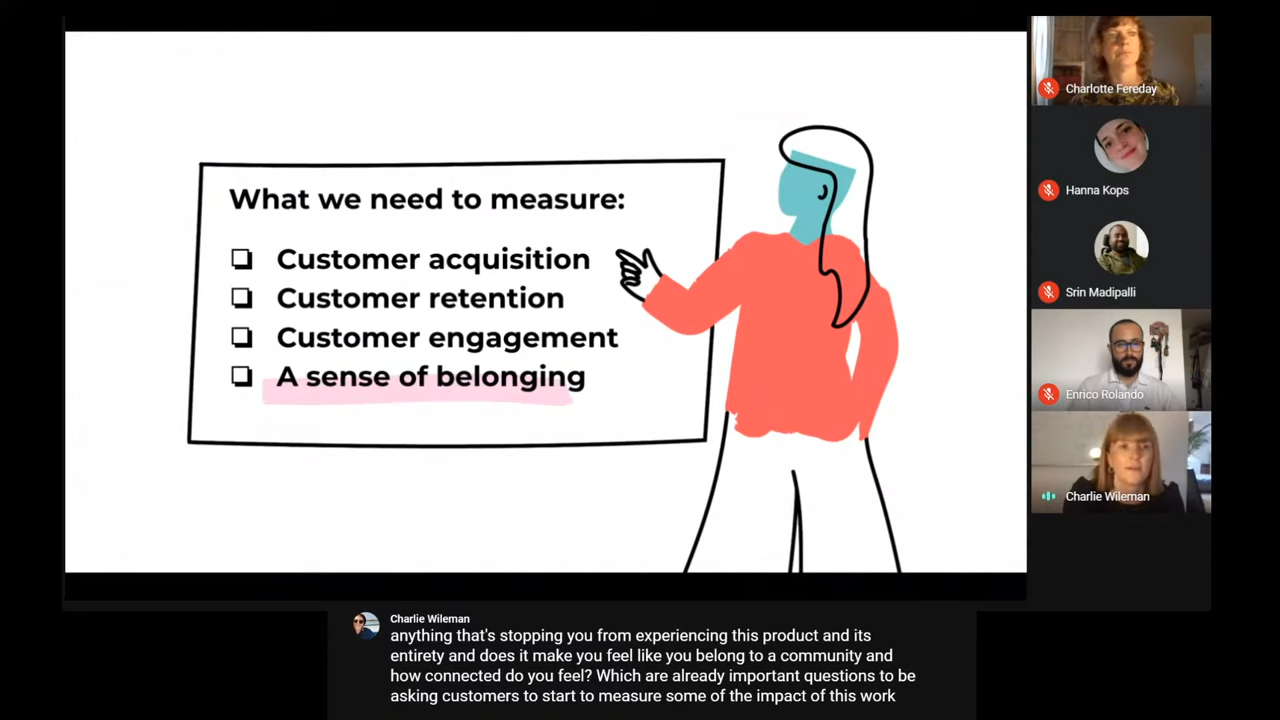 What we need to measure:
❏ Customer acquisition
❏ Customer retention
❏ Customer engagement
❏ A sense of belonging
Charlotte Fereday
Hanna Kops
Srin Madipalli
Enrico Rolando
Charlie Wileman
Charlie Wileman
anything that's stopping you from experiencing this product and its
entirety and does it make you feel like you belong to a community and
how connected do you feel? Which are already important questions to be
asking customers to start to measure some of the impact of this work